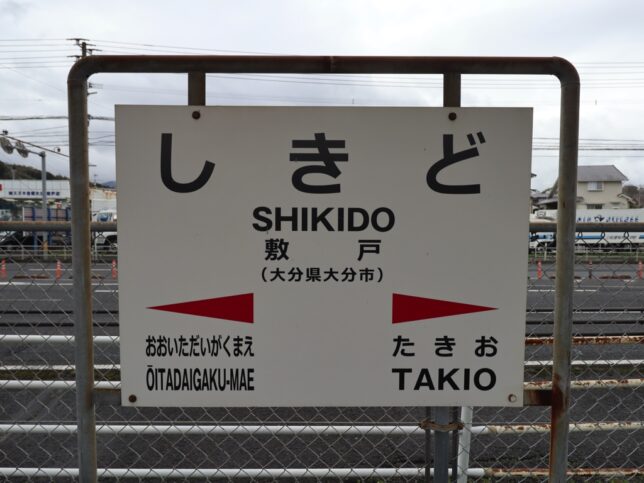 しきど
SHIKIDO
敷戸
（大分県大分市）
おおいただいがくまえ
ŌITADAIGAKU-MAE
たきお
TAKIO